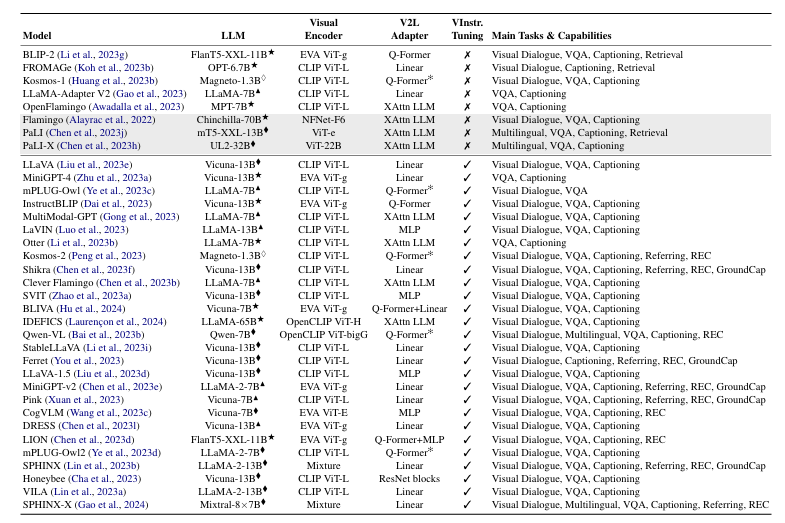 Model LLM Visual Encoder V2L Adapter VInstr. Tuning Main Tasks & Capabilities
BLIP-2 (Li et al., 2023g) FlanT5-XXL-11B★ EVA ViT-g Q-Former ✗ Visual Dialogue, VQA, Captioning, Retrieval
FROMAGe (Koh et al., 2023b) OPT-6.7B★ CLIP ViT-L Linear ✗ Visual Dialogue, Captioning, Retrieval
Kosmos-1 (Huang et al., 2023b) Magneto-1.3B◇ CLIP ViT-L Q-Former* ✗ Visual Dialogue, VQA, Captioning
LLaMA-Adapter V2 (Gao et al., 2023) LLaMA-7B▲ CLIP ViT-L Linear ✗ VQA, Captioning
OpenFlamingo (Awadalla et al., 2023) MPT-7B★ CLIP ViT-L XAttn LLM ✗ VQA, Captioning
Flamingo (Alayrac et al., 2022) Chinchilla-70B★ NFNet-F6 XAttn LLM ✗ Visual Dialogue, VQA, Captioning
PaLI (Chen et al., 2023j) mT5-XXL-13B♦ ViT-e XAttn LLM ✗ Multilingual, VQA, Captioning, Retrieval
PaLI-X (Chen et al., 2023h) UL2-32B♦ ViT-22B XAttn LLM ✗ Multilingual, VQA, Captioning
LLaVA (Liu et al., 2023e) Vicuna-13B♦ CLIP ViT-L Linear ✓ Visual Dialogue, VQA, Captioning
MiniGPT-4 (Zhu et al., 2023a) Vicuna-13B★ EVA ViT-g Linear ✓ VQA, Captioning
mPLUG-Owl (Ye et al., 2023c) LLaMA-7B▲ CLIP ViT-L Q-Former* ✓ Visual Dialogue, VQA
InstructBLIP (Dai et al., 2023) Vicuna-13B★ EVA ViT-g Q-Former ✓ Visual Dialogue, VQA, Captioning
MultiModal-GPT (Gong et al., 2023) LLaMA-7B▲ CLIP ViT-L XAttn LLM ✓ Visual Dialogue, VQA, Captioning
LaVIN (Luo et al., 2023) LLaMA-13B▲ CLIP ViT-L MLP ✓ Visual Dialogue, VQA, Captioning
Otter (Li et al., 2023b) LLaMA-7B★ CLIP ViT-L XAttn LLM ✓ VQA, Captioning
Kosmos-2 (Peng et al., 2023) Magneto-1.3B◇ CLIP ViT-L Q-Former* ✓ Visual Dialogue, VQA, Captioning, Referring, REC
Shikra (Chen et al., 2023f) Vicuna-13B♦ CLIP ViT-L Linear ✓ Visual Dialogue, VQA, Captioning, Referring, REC, GroundCap
Clever Flamingo (Chen et al., 2023b) LLaMA-7B▲ CLIP ViT-L XAttn LLM ✓ Visual Dialogue, VQA, Captioning
SVIT (Zhao et al., 2023a) Vicuna-13B♦ CLIP ViT-L MLP ✓ Visual Dialogue, VQA, Captioning
BLIVA (Hu et al., 2024) Vicuna-7B★ EVA ViT-g Q-Former+Linear ✓ Visual Dialogue, VQA, Captioning
IDEFICS (Laurençon et al., 2024) LLaMA-65B★ OpenCLIP ViT-H XAttn LLM ✓ Visual Dialogue, VQA, Captioning
Qwen-VL (Bai et al., 2023b) Qwen-7B♦ OpenCLIP ViT-bigG Q-Former* ✓ Visual Dialogue, Multilingual, VQA, Captioning, REC
StableLLaVA (Li et al., 2023i) Vicuna-13B♦ CLIP ViT-L Linear ✓ Visual Dialogue, VQA, Captioning
Ferret (You et al., 2023) Vicuna-13B♦ CLIP ViT-L Linear ✓ Visual Dialogue, Captioning, Referring, REC, GroundCap
LLaVA-1.5 (Liu et al., 2023d) Vicuna-13B♦ CLIP ViT-L MLP ✓ Visual Dialogue, VQA, Captioning
MiniGPT-v2 (Chen et al., 2023e) LLaMA-2-7B▲ EVA ViT-g Linear ✓ Visual Dialogue, VQA, Captioning, Referring, REC, GroundCap
Pink (Xuan et al., 2023) Vicuna-7B▲ CLIP ViT-L Linear ✓ Visual Dialogue, VQA, Captioning, Referring, REC, GroundCap
CogVLM (Wang et al., 2023c) Vicuna-7B♦ EVA ViT-E MLP ✓ Visual Dialogue, VQA, Captioning, REC
DRESS (Chen et al., 2023l) Vicuna-13B▲ EVA ViT-g Linear ✓ Visual Dialogue, VQA, Captioning
LION (Chen et al., 2023d) FlanT5-XXL-11B★ EVA ViT-g Q-Former+MLP ✓ Visual Dialogue, VQA, Captioning, REC
mPLUG-Owl2 (Ye et al., 2023d) LLaMA-2-7B♦ CLIP ViT-L Q-Former* ✓ Visual Dialogue, VQA, Captioning
SPHINX (Lin et al., 2023b) LLaMA-2-13B♦ Mixture Linear ✓ Visual Dialogue, VQA, Captioning, Referring, REC, GroundCap
Honeybee (Cha et al., 2023) Vicuna-13B♦ CLIP ViT-L ResNet blocks ✓ Visual Dialogue, VQA, Captioning
VILA (Lin et al., 2023a) LLaMA-2-13B♦ CLIP ViT-L Linear ✓ Visual Dialogue, VQA, Captioning
SPHINX-X (Gao et al., 2024) Mixtral-8×7B♦ Mixture Linear ✓ Visual Dialogue, Multilingual, VQA, Captioning, Referring, REC